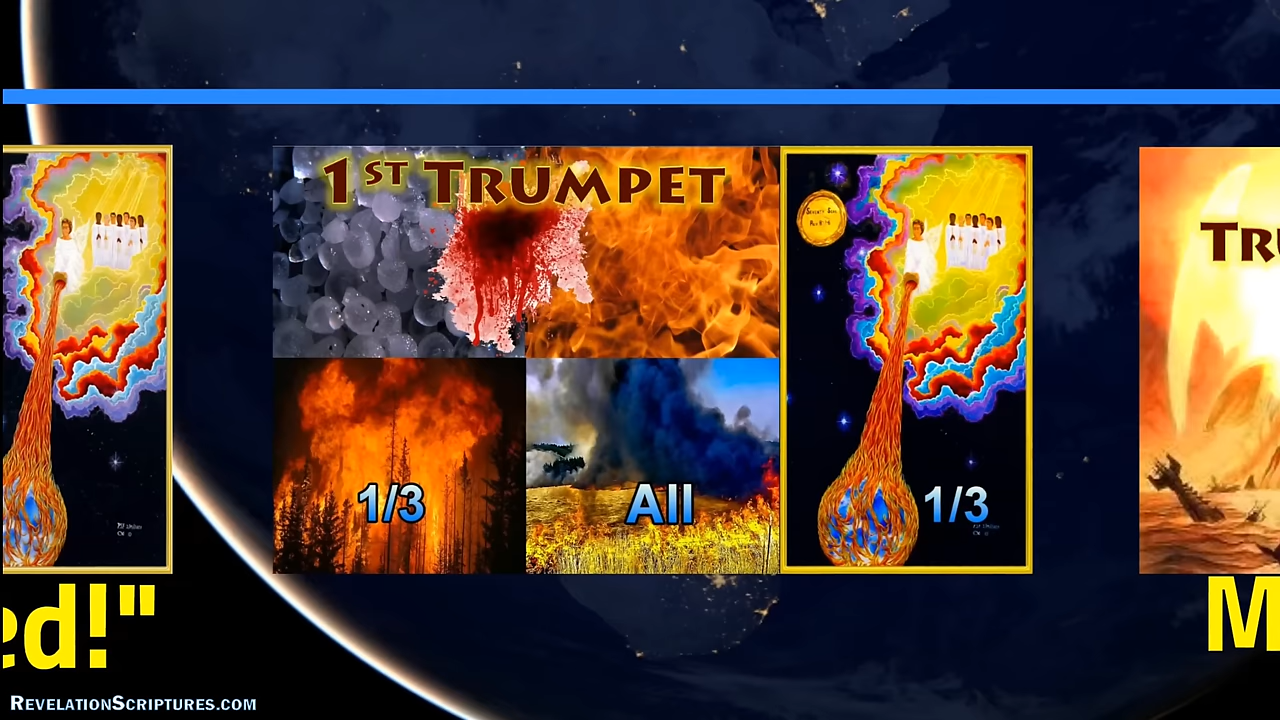 1ST TRUMPET
TRU
1/3
All
1/3
ed!"
M
REVELATIONSCRIPTURES.COM